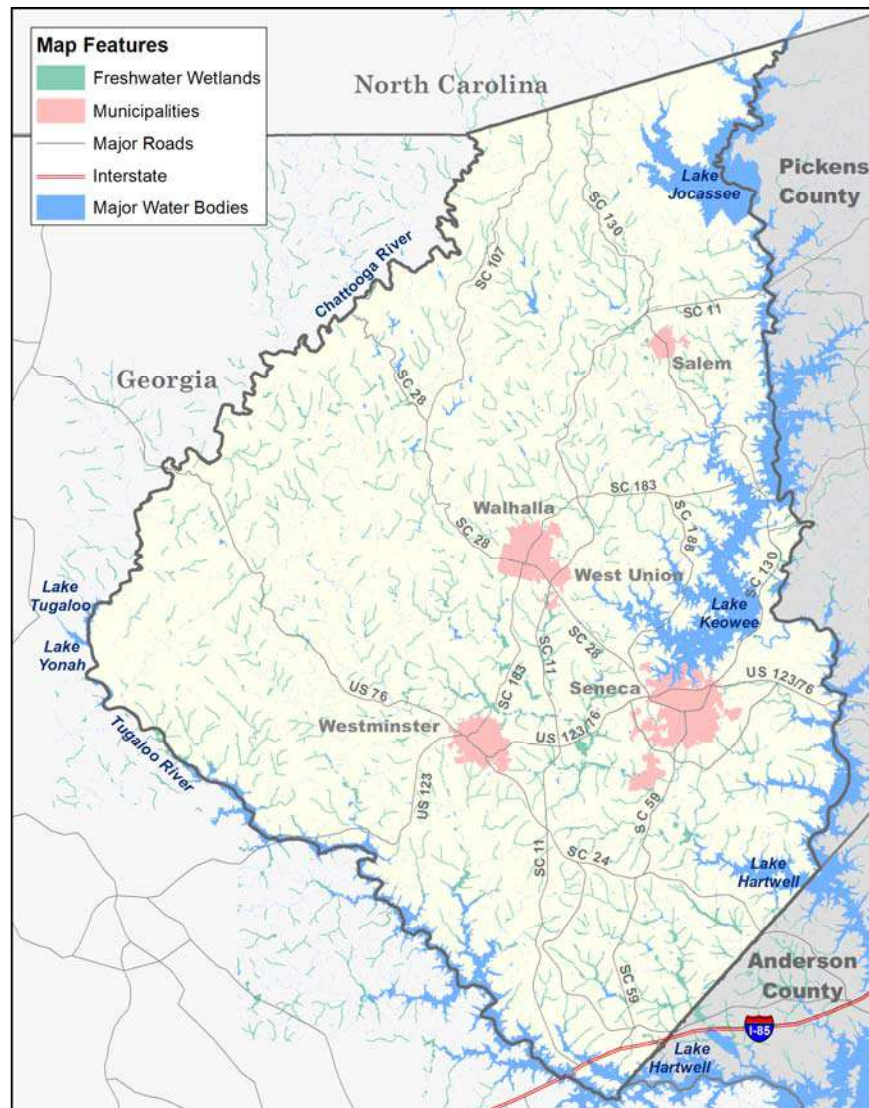 Map Features
Freshwater Wetlands
Municipalities
Major Roads
Interstate
Major Water Bodies
North Carolina
Pickens
County
Lake
Jocassee
SC 130
SC 107
Chattooga River
SC 11
Salem
Georgia
SC 28
SC 183
Walhalla
SC 188
SC 28
West Union
SC 130
Lake
Tugaloo
Lake
Keowee
Lake
Yonah
SC 11
SC 28
SC 183
Seneca
US 76
US 123/76
Westminster
US 123/76
Tugaloo River
US 123
SC 59
SC 11
SC 24
Lake
Hartwell
Anderson
County
SC 59
I-85
Lake
Hartwell